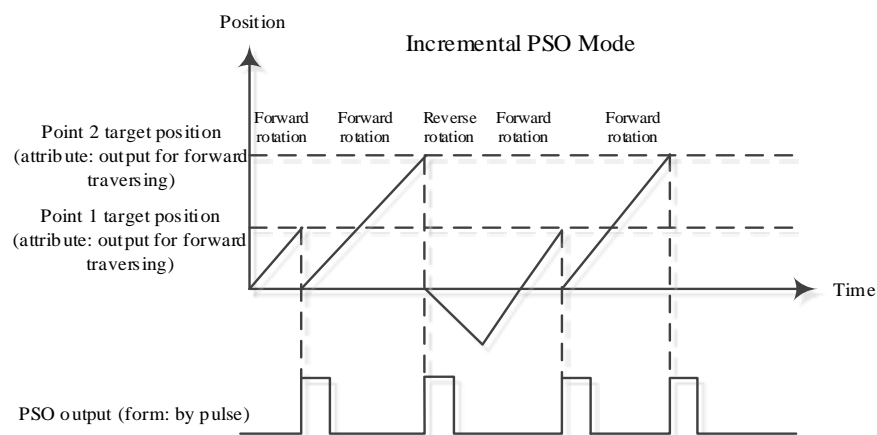 Position
Incremental PSO Mode
Forward
rotation
Forward
rotation
Reverse
rotation
Forward
rotation
Forward
rotation
Point 2 target position
(attribute: output for forward
traversing)
Point 1 target position
(attribute: output for forward
traversing)
Time
PSO output (form: by pulse)